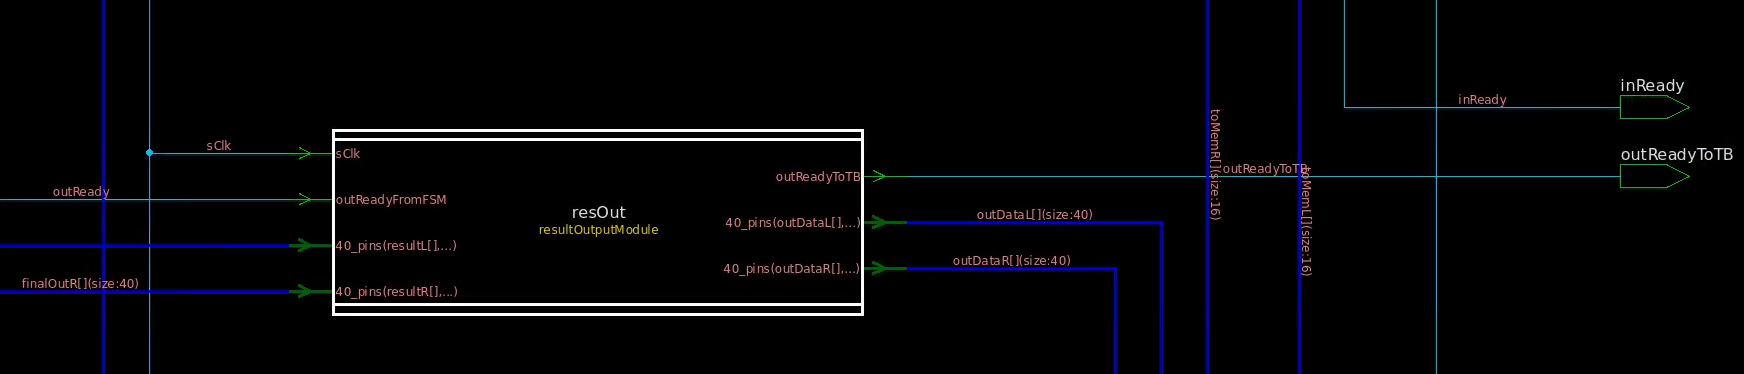 inReady
inReady
sClk
sClk
outReadyToTB
outReadyToTB
outReadyToTB
toMemR[](size:16)
toMemL[](size:16)
outReady
outReadyFromFSM
resOut
resultOutputModule
40_pins(outDataL[],...)
outDataL[](size:40)
40_pins(resultL[],...)
40_pins(outDataR[],...)
outDataR[](size:40)
finalOutR[](size:40)
40_pins(resultR[],...)